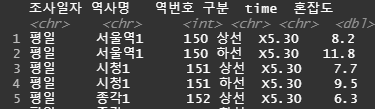 조사일자 역사명 역번호 구분 time 혼잡도
<chr> <chr> <int> <chr> <chr> <dbl>
1 평일 서울역1 150 상선 x5.30 8.2
2 평일 서울역1 150 하선 x5.30 11.8
3 평일 시청1 151 상선 x5.30 7.7
4 평일 시청1 151 하선 x5.30 9.5
5 평일 종각1 152 상선 x5.30 6.3